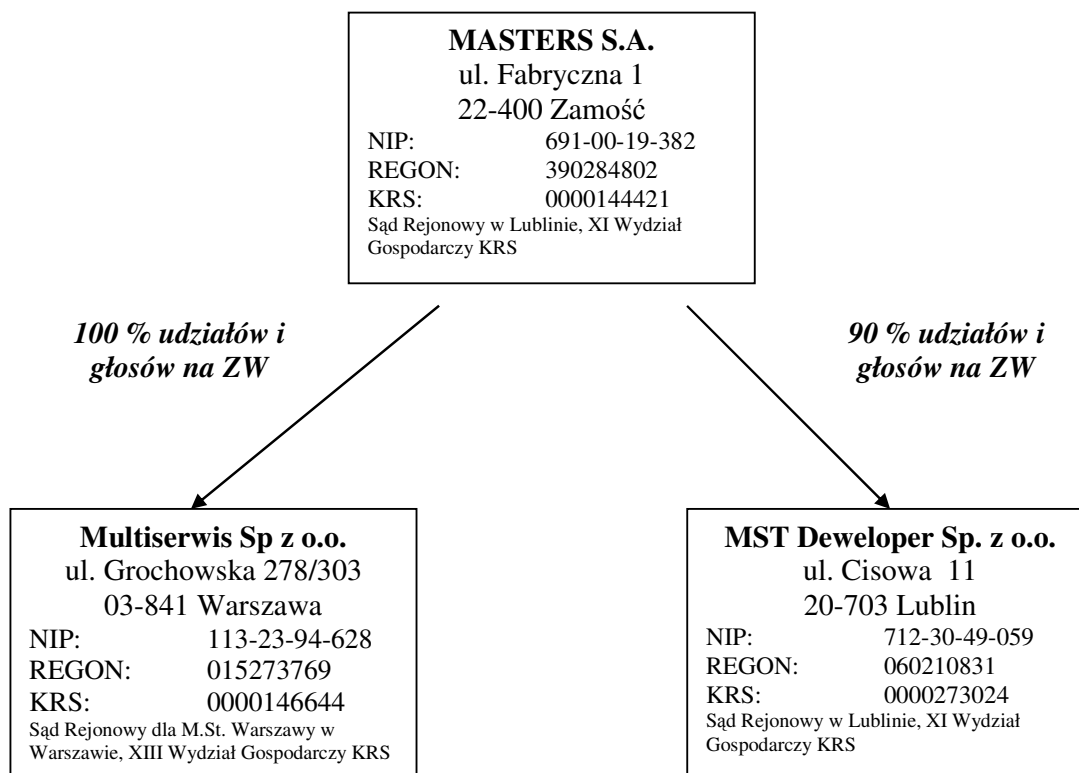 MASTERS S.A.
ul. Fabryczna 1
22-400 Zamość
NIP: 691-00-19-382
REGON: 390284802
KRS: 0000144421
Sąd Rejonowy w Lublinie, XI Wydział
Gospodarczy KRS
100 % udziałów i
głosów na ZW
90 % udziałów i
głosów na ZW
Multiserwis Sp z o.o.
ul. Grochowska 278/303
03-841 Warszawa
NIP: 113-23-94-628
REGON: 015273769
KRS: 0000146644
Sąd Rejonowy dla M.St. Warszawy w
Warszawie, XIII Wydział Gospodarczy KRS
MST Deweloper Sp. z o.o.
ul. Cisowa 11
20-703 Lublin
NIP: 712-30-49-059
REGON: 060210831
KRS: 0000273024
Sąd Rejonowy w Lublinie, XI Wydział
Gospodarczy KRS